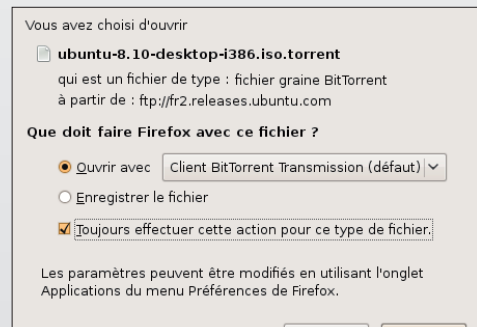 Vous avez choisi d'ouvrir
ubuntu-8.10-desktop-i386.iso.torrent
qui est un fichier de type : fichier graine BitTorrent
à partir de : ftp://fr2.releases.ubuntu.com
Que doit faire Firefox avec ce fichier ?
Ouvrir avec Client BitTorrent Transmission (défaut)
Enregistrer le fichier
Toujours effectuer cette action pour ce type de fichier.
Les paramètres peuvent être modifiés en utilisant l'onglet
Applications du menu Préférences de Firefox.